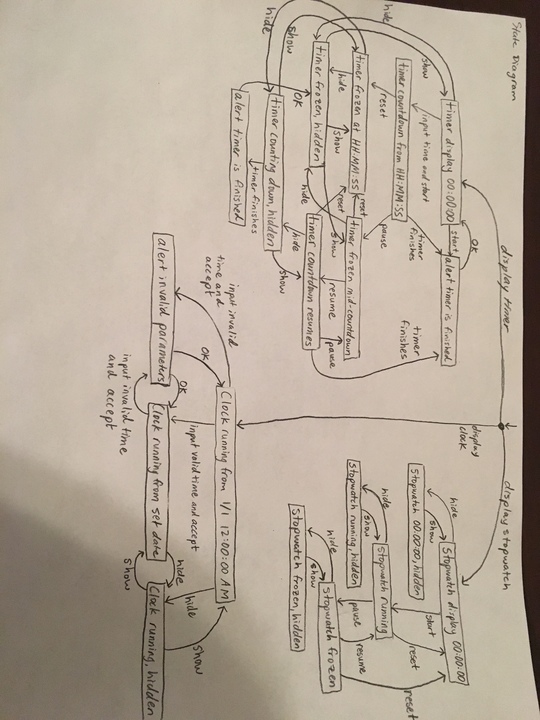 State Diagram
display timer
display stopwatch
display
clock
hide
show
input time and start
timer display 00:00:00
start
OK
alert timer is finished
timer
finishes
timer countdown from HH:MM:SS
reset
pause
timer
finishes
timer frozen at HH:MM:SS
reset
timer frozen mid-countdown
hide
show
reset
show
resume
pause
timer frozen, hidden
hide
timer countdown resumes
hide
show
OK
timer counting down, hidden
hide
show
timer finishes
alert timer is finished
hide
show
Stopwatch display 00:00:00
Stopwatch 00:00:00, hidden
start
reset
hide
show
Stopwatch running
Stopwatch running, hidden
pause
resume
reset
hide
show
Stopwatch frozen
Stopwatch frozen, hidden
Clock running from 1/1 12:00:00 AM
input invalid
time and
accept
OK
input valid time and accept
hide
show
alert invalid parameters
OK
Clock running from set date
hide
Clock running, hidden
input invalid time
and accept
show